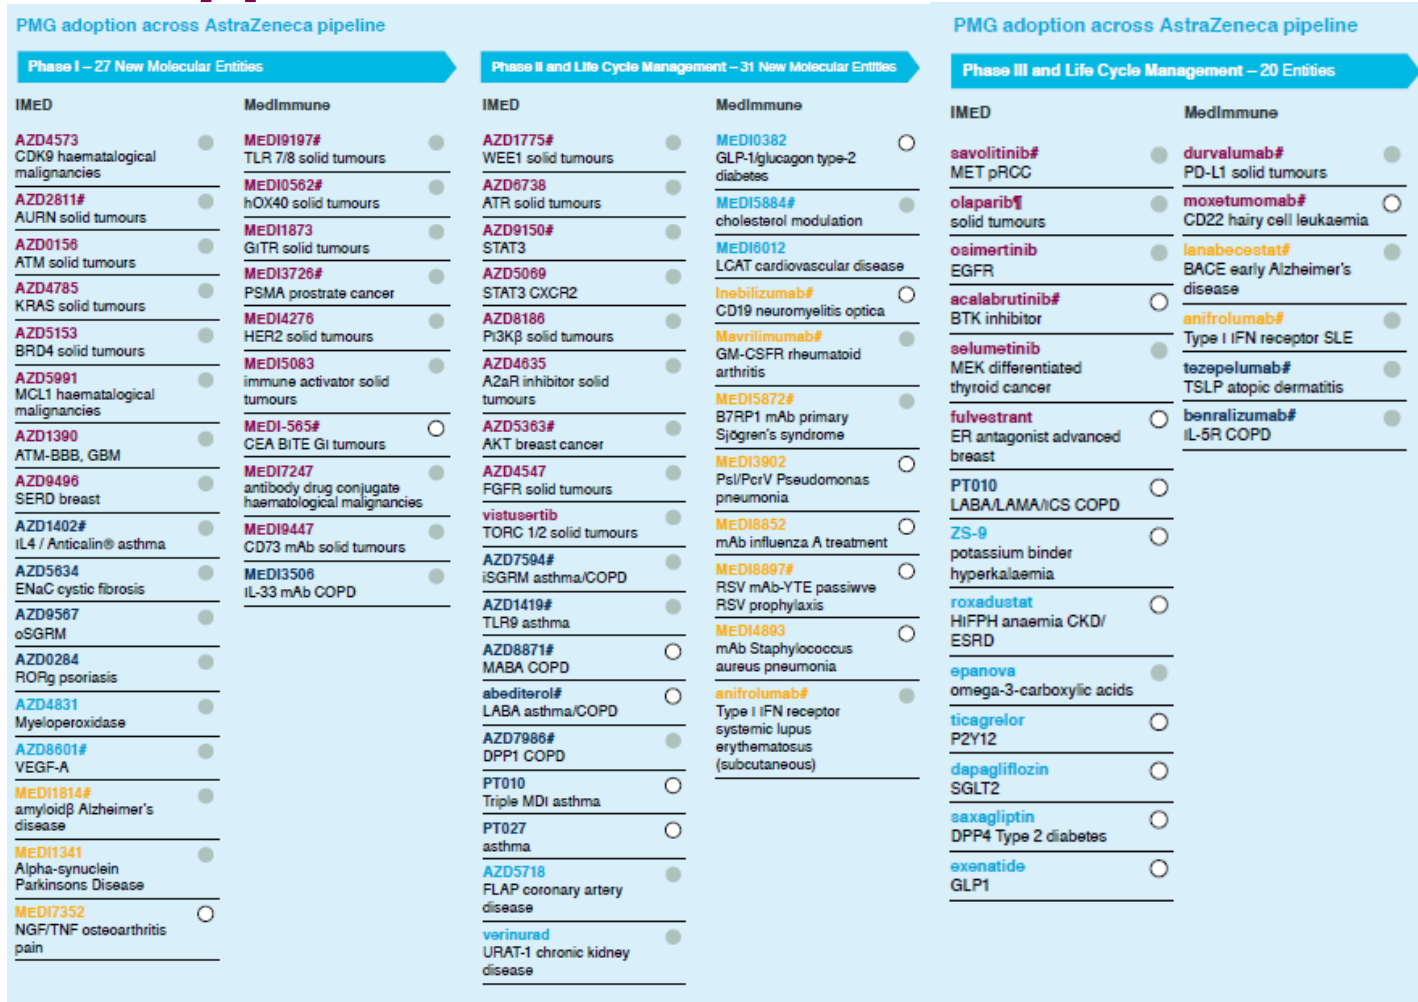 PMG adoption across AstraZeneca pipeline
Phase I – 27 New Molecular Entities
IMED
AZD4573
CDK9 haematalogical
malignancies
AZD2811#
AURN solid tumours
AZD0156
ATM solid tumours
AZD4785
KRAS solid tumours
AZD5153
BRD4 solid tumours
AZD5991
MCL1 haematalogical
malignancies
AZD1390
ATM-BBB, GBM
AZD9496
SERD breast
AZD1402#
IL4 / Anticalin® asthma
AZD5634
ENaC cystic fibrosis
AZD9567
oSGRM
AZD0284
RORg psoriasis
AZD4831
Myeloperoxidase
AZD8601#
VEGF-A
MEDI1814#
amyloidβ Alzheimer's
disease
MEDI1341
Alpha-synuclein
Parkinsons Disease
MEDI7352
NGF/TNF osteoarthritis
pain
MedImmune
MEDI9197#
TLR 7/8 solid tumours
MEDI0562#
hOX40 solid tumours
MEDI1873
GITR solid tumours
MEDI3726#
PSMA prostrate cancer
MEDI4276
HER2 solid tumours
MEDI5083
immune activator solid
tumours
MEDI-565#
CEA BITE GI tumours
MEDI7247
antibody drug conjugate
haematological malignancies
MEDI9447
CD73 mAb solid tumours
MEDI3506
IL-33 mAb COPD
Phase II and Life Cycle Management – 31 New Molecular Entities
IMED
AZD1775#
WEE1 solid tumours
AZD6738
ATR solid tumours
AZD9150#
STAT3
AZD5069
STAT3 CXCR2
AZD8186
PI3Kβ solid tumours
AZD4635
A2aR inhibitor solid
tumours
AZD5363#
AKT breast cancer
AZD4547
FGFR solid tumours
vistusertib
TORC 1/2 solid tumours
AZD7594#
iSGRM asthma/COPD
AZD1419#
TLR9 asthma
AZD8871#
MABA COPD
abediterol#
LABA asthma/COPD
AZD7986#
DPP1 COPD
PT010
Triple MDI asthma
PT027
asthma
AZD5718
FLAP coronary artery
disease
verinurad
URAT-1 chronic kidney
disease
MedImmune
MEDI0382
GLP-1/glucagon type-2
diabetes
MEDI5884#
cholesterol modulation
MEDI6012
LCAT cardiovascular disease
Inebilizumab#
CD19 neuromyelitis optica
Mavrilimumab#
GM-CSFR rheumatoid
arthritis
MEDI5872#
B7RP1 mAb primary
Sjögren's syndrome
MEDI3902
Psl/PcrV Pseudomonas
pneumonia
MEDI8852
mAb influenza A treatment
MEDI8897#
RSV mAb-YTE passiwve
RSV prophylaxis
MEDI4893
mAb Staphylococcus
aureus pneumonia
anifrolumab#
Type I IFN receptor
systemic lupus
erythematosus
(subcutaneous)
PMG adoption across AstraZeneca pipeline
Phase III and Life Cycle Management – 20 Entities
IMED
savolitinib#
MET pRCC
olaparib¶
solid tumours
osimertinib
EGFR
acalabrutinib#
BTK inhibitor
selumetinib
MEK differentiated
thyroid cancer
fulvestrant
ER antagonist advanced
breast
PT010
LABA/LAMA/ICS COPD
ZS-9
potassium binder
hyperkalaemia
roxadustat
HIFPH anaemia CKD/
ESRD
epanova
omega-3-carboxylic acids
ticagrelor
P2Y12
dapagliflozin
SGLT2
saxagliptin
DPP4 Type 2 diabetes
exenatide
GLP1
MedImmune
durvalumab#
PD-L1 solid tumours
moxetumomab#
CD22 hairy cell leukaemia
lanabecestat#
BACE early Alzheimer's
disease
anifrolumab#
Type I IFN receptor SLE
tezepelumab#
TSLP atopic dermatitis
benralizumab#
IL-5R COPD